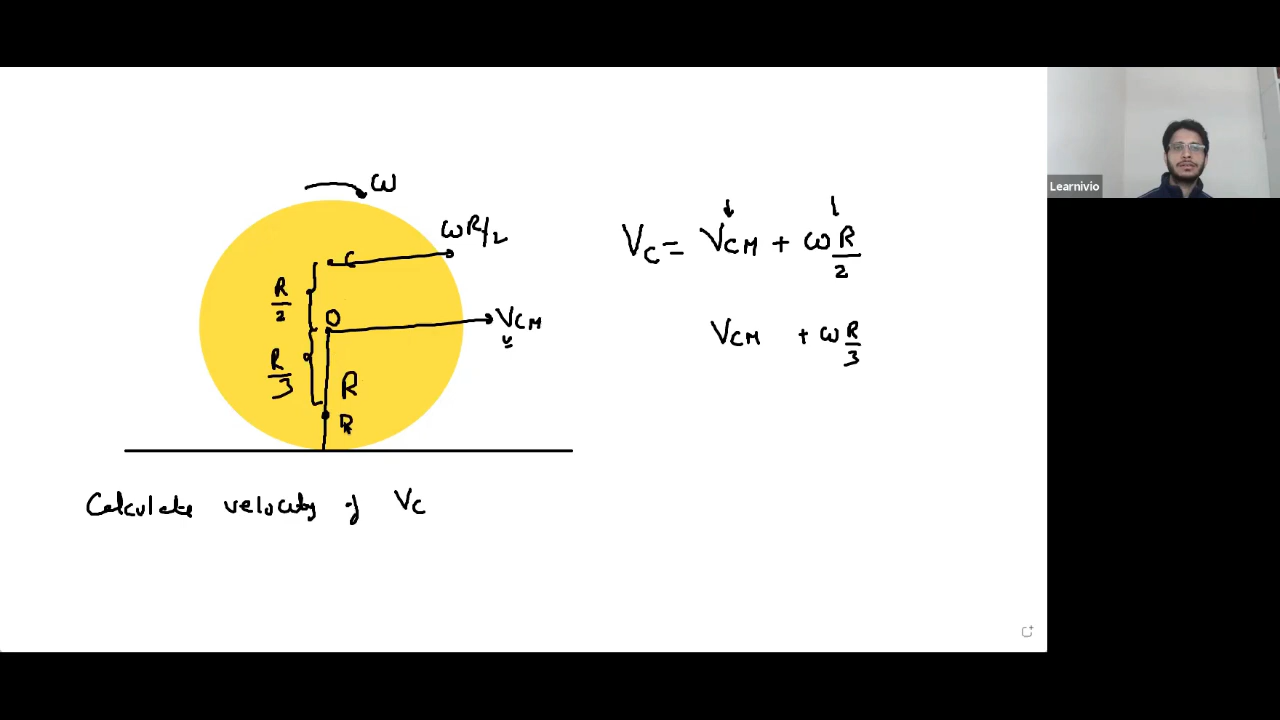 ω
ωR/2
C
R/2
O
VCM
R/3
R
R
Calculate velocity of VC
VC = VCM + ωR/2
VCM + ωR/3
Learnivio